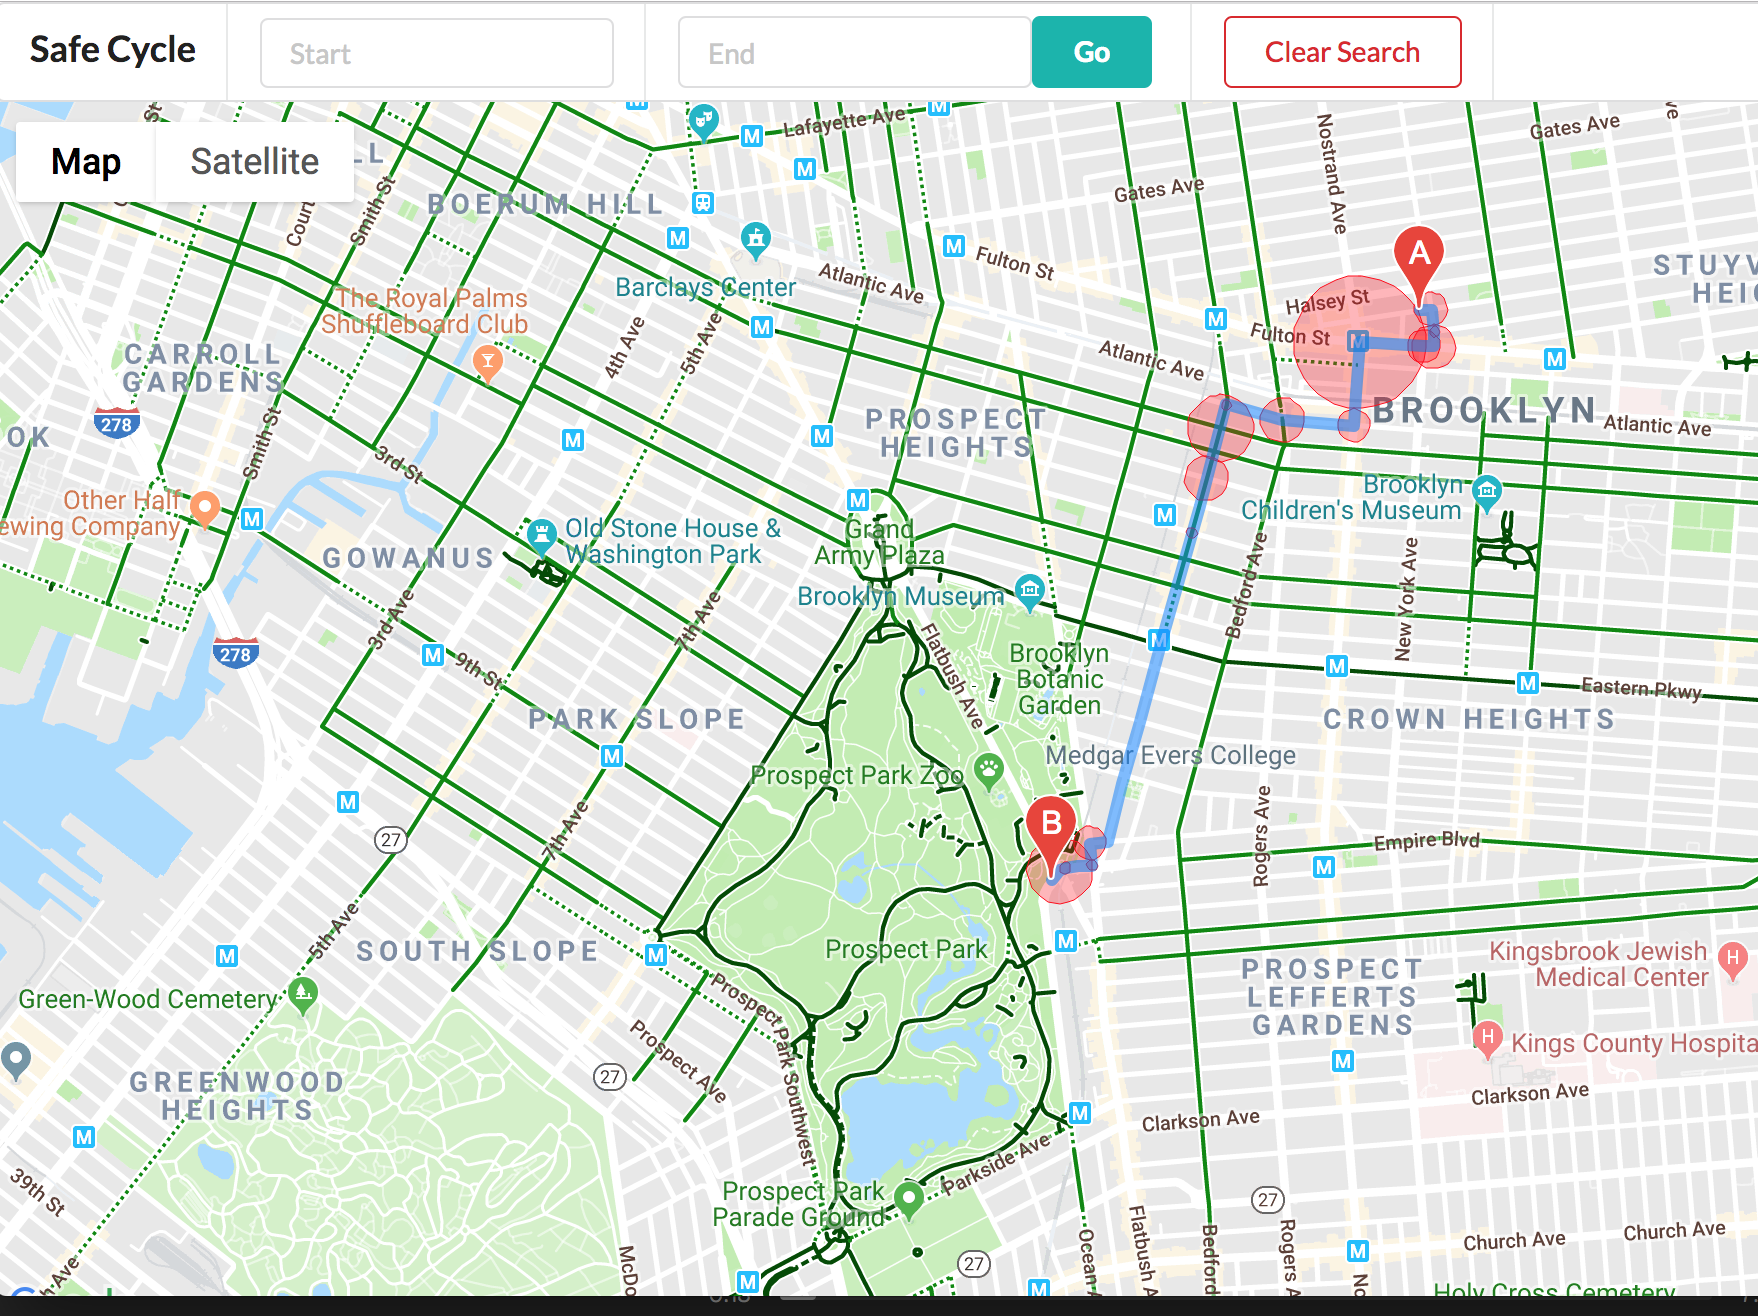 Safe Cycle
Start
End
Go
Clear Search
Map
Satellite
St
LL
Court
Smith St
BOERUM HILL
Lafayette Ave
M
Gates Ave
Gates Ave
Nostrand Ave
Fulton St
Atlantic Ave
Barclays Center
The Royal Palms
Shuffleboard Club
4th Ave
5th Ave
A
Halsey St
Fulton St
STUYV
HEIG
CARROLL
GARDENS
278
Atlantic Ave
PROSPECT
HEIGHTS
BROOKLYN
Atlantic Ave
OK
Smith St
3rd St
Other Half
ewing Company
Brooklyn
Children's Museum
GOWANUS
Old Stone House &
Washington Park
Grand
Army Plaza
Brooklyn Museum
Bedford Ave
New York Ave
3rd Ave
7th Ave
278
9th St
Flatbush Ave
Brooklyn
Botanic
Garden
Eastern Pkwy
PARK SLOPE
CROWN HEIGHTS
Medgar Evers College
Prospect Park Zoo
27
7th Ave
B
Rogers Ave
Empire Blvd
5th Ave
SOUTH SLOPE
Prospect Park
Kingsbrook Jewish
Medical Center
H
PROSPECT
LEFFERTS
GARDENS
Green-Wood Cemetery
Prospect Park Southwest
Prospect Ave
H
Kings County Hospita
27
GREENWOOD
HEIGHTS
Clarkson Ave
Clarkson Ave
39th St
Parkside Ave
Prospect Park
Parade Ground
27
Church Ave
Church Ave
h Ave
McDo
27
Ocean A
Flatbush A
Bedford
Rogers A
No
Holy Cross Cemetery